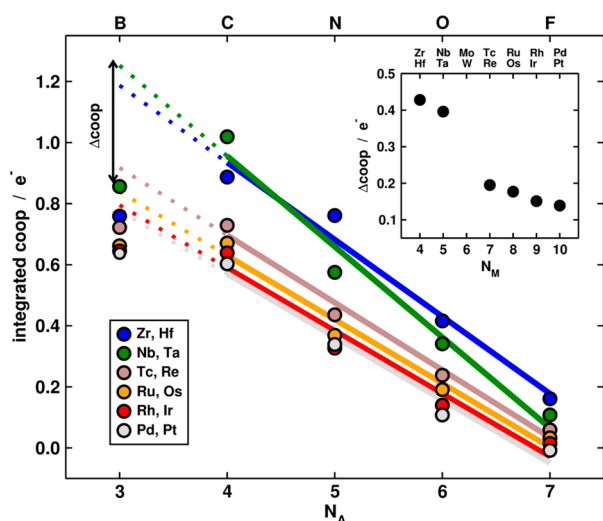 B C N O F
1.2
1.0
0.8
0.6
0.4
0.2
0.0
integrated coop / e-
Δcoop
Zr, Hf
Nb, Ta
Tc, Re
Ru, Os
Rh, Ir
Pd, Pt
3 4 5 6 7
N_A
Zr Nb Mo Tc Ru Rh Pd
Hf Ta W Re Os Ir Pt
0.5
0.4
0.3
0.2
0.1
Δcoop / e-
4 5 6 7 8 9 10
N_M